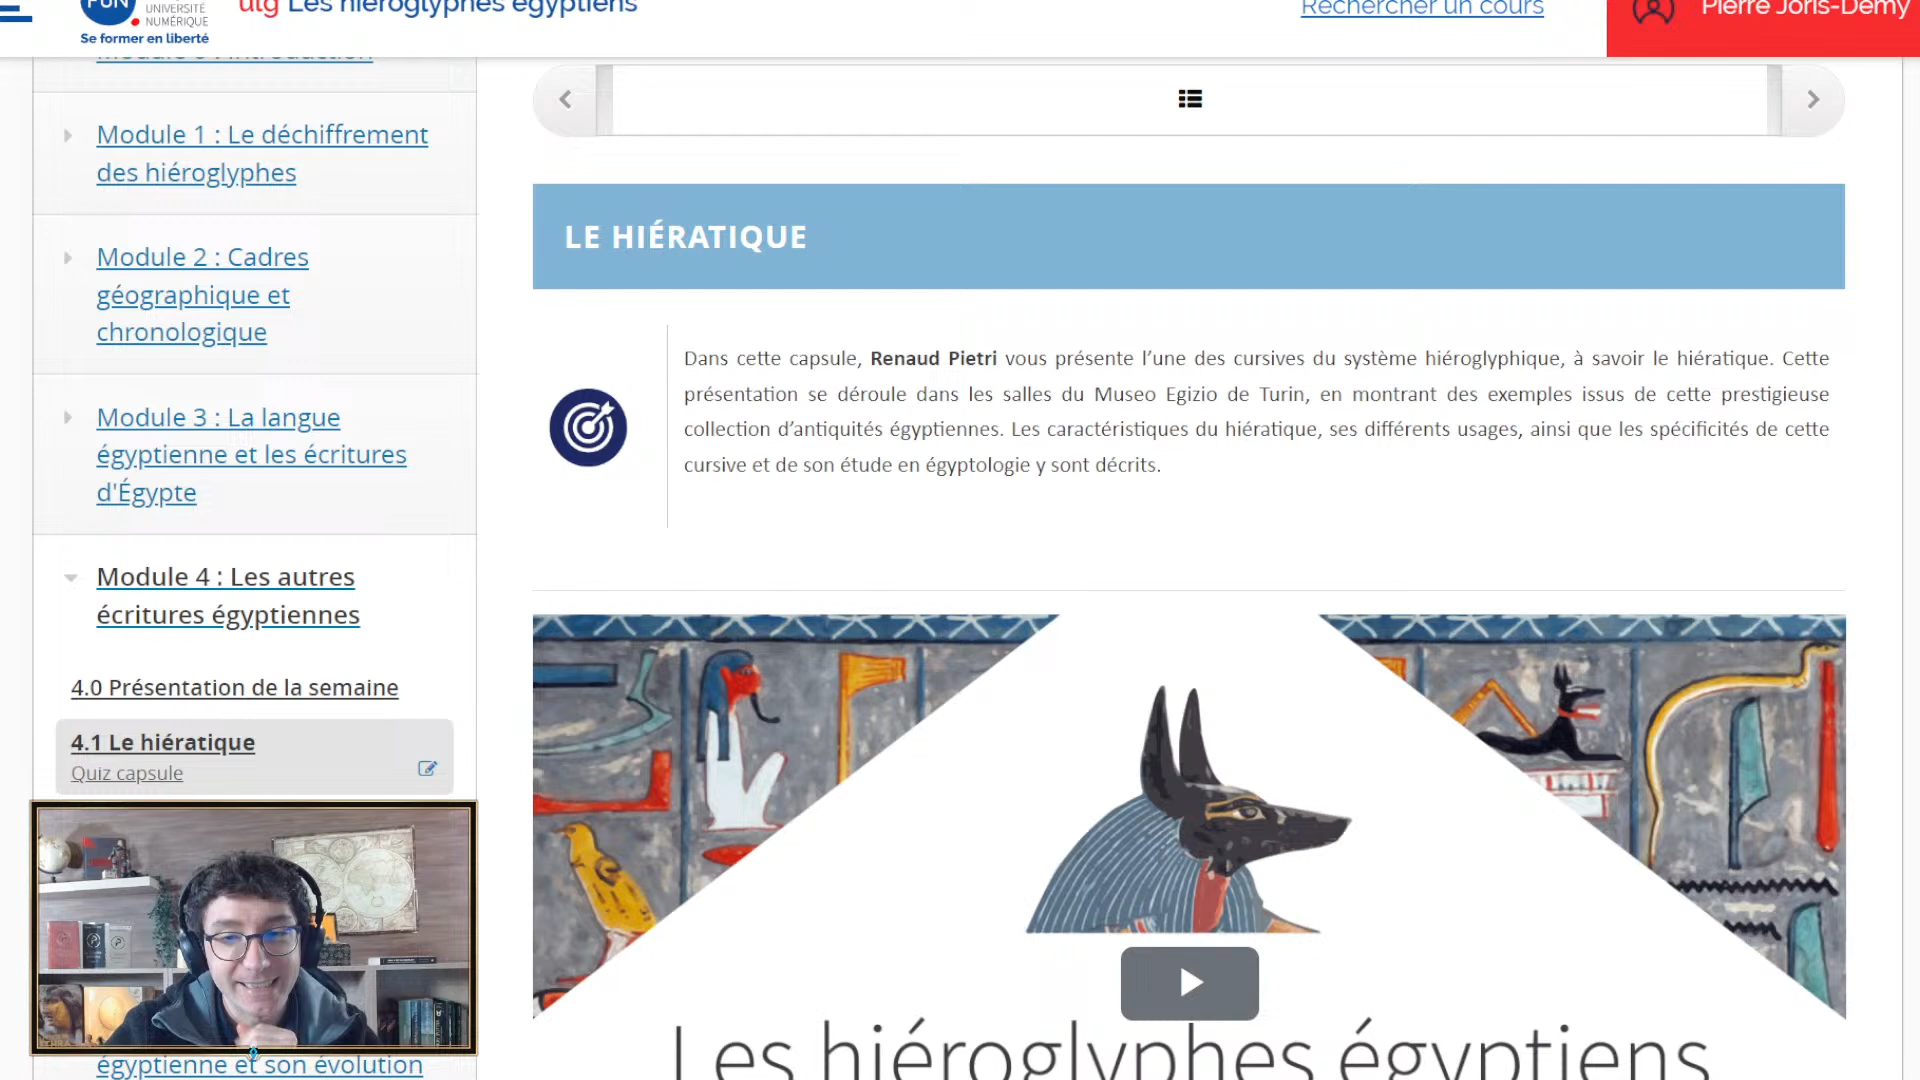 FUN
UNIVERSITÉ
NUMÉRIQUE
Se former en liberté
ulg Les hiéroglyphes égyptiens
Rechercher un cours
Pierre Joris-Demy
Module 1 : Le déchiffrement
des hiéroglyphes
Module 2 : Cadres
géographique et
chronologique
Module 3 : La langue
égyptienne et les écritures
d'Égypte
Module 4 : Les autres
écritures égyptiennes
4.0 Présentation de la semaine
4.1 Le hiératique
Quiz capsule
égyptienne et son évolution
LE HIÉRATIQUE
Dans cette capsule, Renaud Pietri vous présente l’une des cursives du système hiéroglyphique, à savoir le hiératique. Cette
présentation se déroule dans les salles du Museo Egizio de Turin, en montrant des exemples issus de cette prestigieuse
collection d’antiquités égyptiennes. Les caractéristiques du hiératique, ses différents usages, ainsi que les spécificités de cette
cursive et de son étude en égyptologie y sont décrits.
Les hiéroglyphes égyptiens